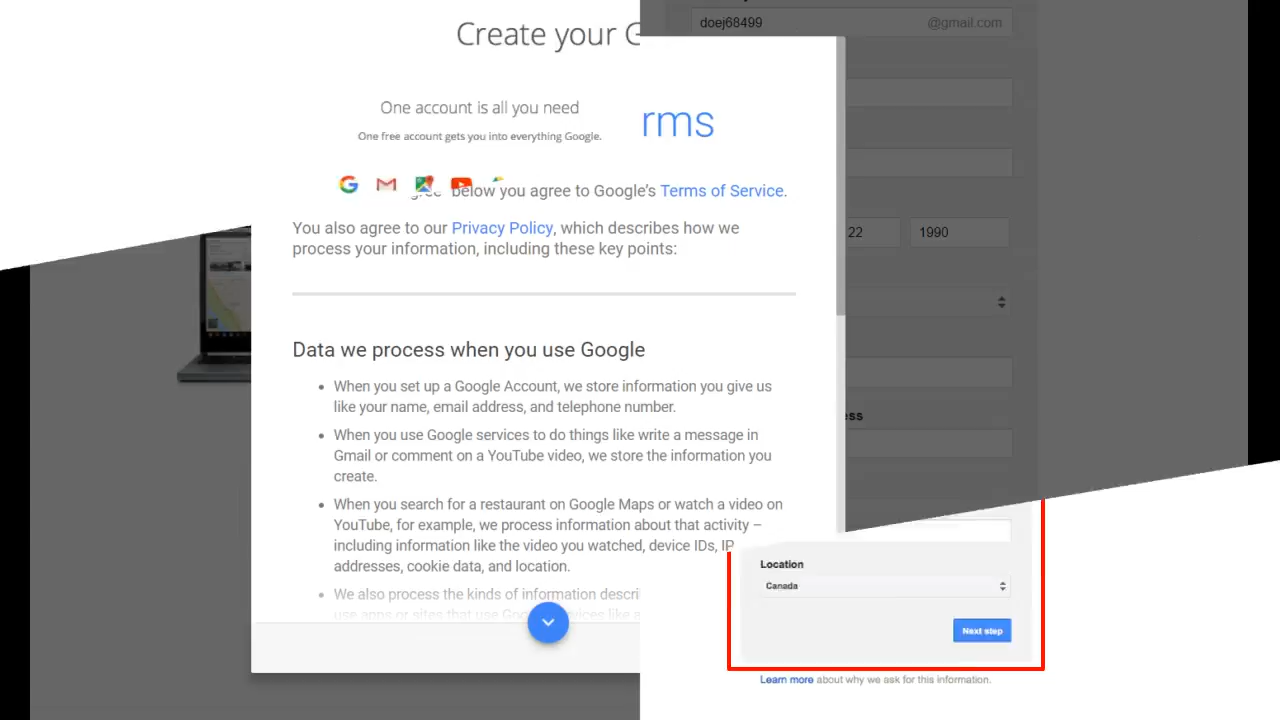 Create your G
doej68499
@gmail.com
One account is all you need
One free account gets you into everything Google.
rms
below you agree to Google's Terms of Service.
You also agree to our Privacy Policy, which describes how we
process your information, including these key points:
22
1990
Data we process when you use Google
• When you set up a Google Account, we store information you give us
like your name, email address, and telephone number.
ess
• When you use Google services to do things like write a message in
Gmail or comment on a YouTube video, we store the information you
create.
• When you search for a restaurant on Google Maps or watch a video on
YouTube, for example, we process information about that activity –
including information like the video you watched, device IDs, IP
addresses, cookie data, and location.
• We also process the kinds of information descri
use apps or sites that use Goo
Location
Canada
Next step
Learn more about why we ask for this information.